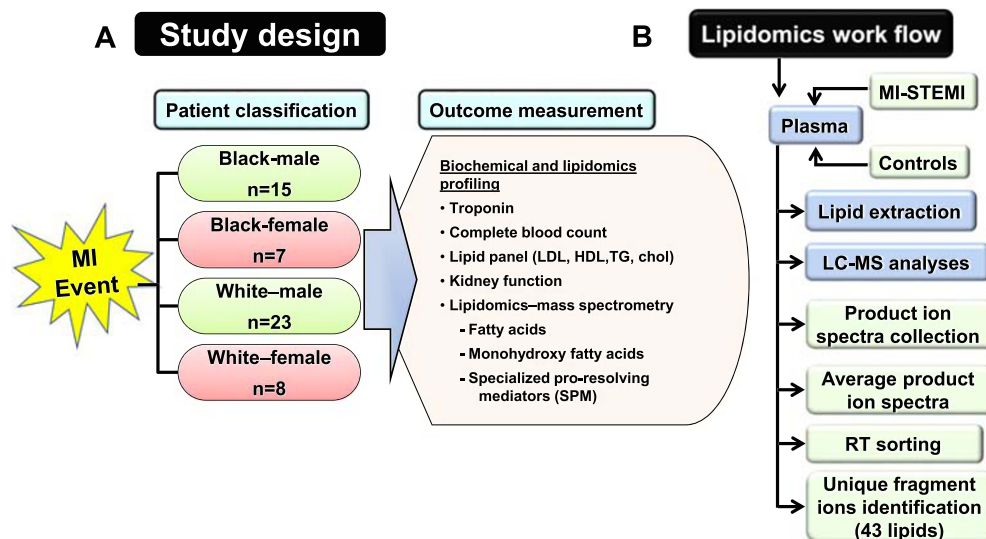 A
Study design
Patient classification
Outcome measurement
MI
Event
Black-male
n=15
Black-female
n=7
White–male
n=23
White–female
n=8
Biochemical and lipidomics
profiling
• Troponin
• Complete blood count
• Lipid panel (LDL, HDL,TG, chol)
• Kidney function
• Lipidomics–mass spectrometry
- Fatty acids
- Monohydroxy fatty acids
- Specialized pro-resolving
mediators (SPM)
B
Lipidomics work flow
MI-STEMI
Plasma
Controls
Lipid extraction
LC-MS analyses
Product ion
spectra collection
Average product
ion spectra
RT sorting
Unique fragment
ions identification
(43 lipids)